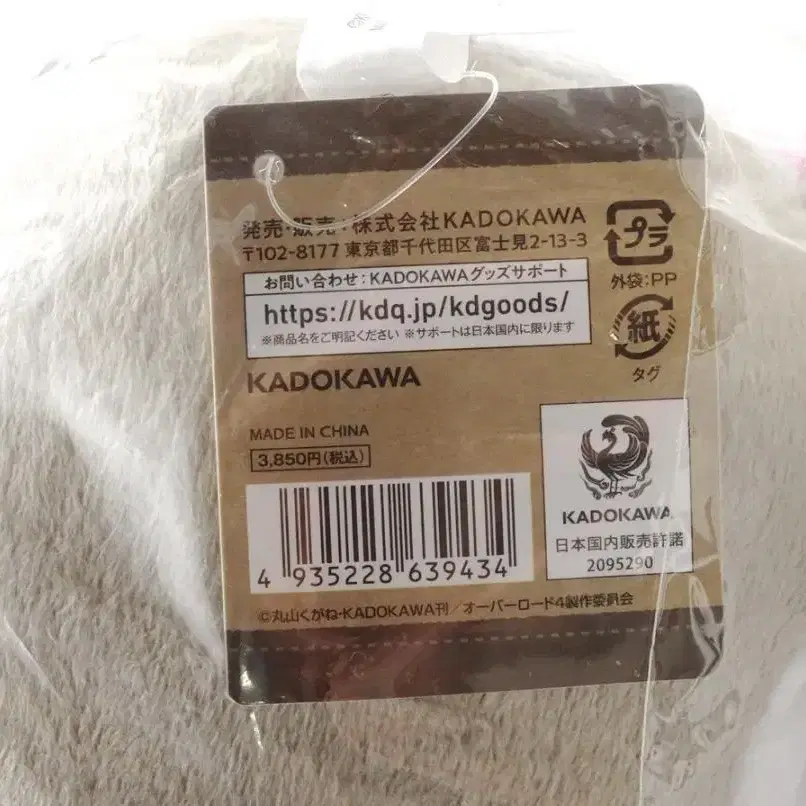 発売・販売：株式会社KADOKAWA
〒102-8177 東京都千代田区富士見2-13-3
お問い合わせ：KADOKAWAグッズサポート
https://kdq.jp/kdgoods/
※商品名をご明記ください ※サポートは日本国内に限ります
プラ
外袋：PP
紙
タグ
KADOKAWA
MADE IN CHINA
3,850円（税込）
4 935228 639434
KADOKAWA
日本国内販売許諾
2095290
©丸山くがね・KADOKAWA刊／オーバーロード4製作委員会